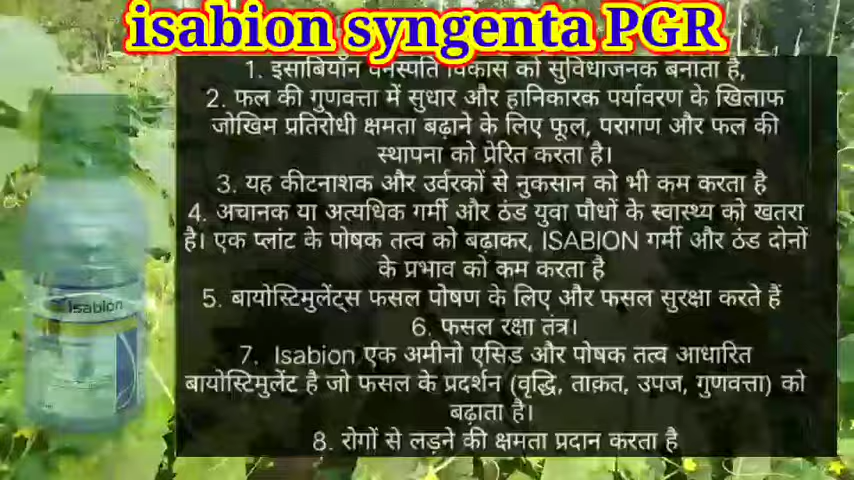 isabion syngenta PGR
1. इसाबियॉन वनस्पति विकास को सुविधाजनक बनाता है,
2. फल की गुणवत्ता में सुधार और हानिकारक पर्यावरण के खिलाफ
जोखिम प्रतिरोधी क्षमता बढ़ाने के लिए फूल, परागण और फल की
स्थापना को प्रेरित करता है।
3. यह कीटनाशक और उर्वरकों से नुकसान को भी कम करता है
4. अचानक या अत्यधिक गर्मी और ठंड युवा पौधों के स्वास्थ्य को खतरा
है। एक प्लांट के पोषक तत्व को बढ़ाकर, ISABION गर्मी और ठंड दोनों
के प्रभाव को कम करता है
5. बायोस्टिमुलेंट्स फसल पोषण के लिए और फसल सुरक्षा करते हैं
6. फसल रक्षा तंत्र।
7. Isabion एक अमीनो एसिड और पोषक तत्व आधारित
बायोस्टिमुलेंट है जो फसल के प्रदर्शन (वृद्धि, ताक़त, उपज, गुणवत्ता) को
बढ़ाता है।
8. रोगों से लड़ने की क्षमता प्रदान करता है
Isabion